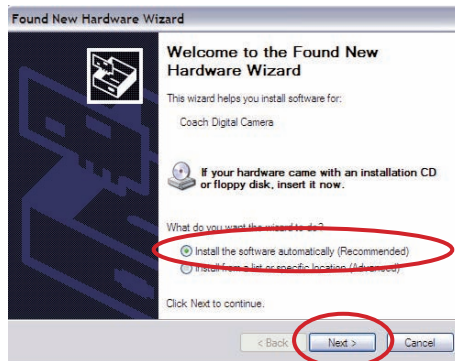 Found New Hardware Wizard
Welcome to the Found New
Hardware Wizard
This wizard helps you install software for:
Coach Digital Camera
If your hardware came with an installation CD
or floppy disk, insert it now.
What do you want the wizard to do?
Install the software automatically (Recommended)
Install from a list or specific location (Advanced)
Click Next to continue.
< Back
Next >
Cancel